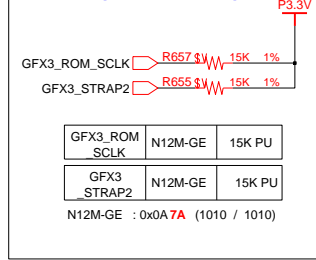 P3.3V
GFX3_ROM_SCLK R657 $V 15K 1%
GFX3_STRAP2 R655 $V 15K 1%
GFX3_ROM
_SCLK
N12M-GE
15K PU
GFX3
_STRAP2
N12M-GE
15K PU
N12M-GE : 0x0A7A (1010 / 1010)